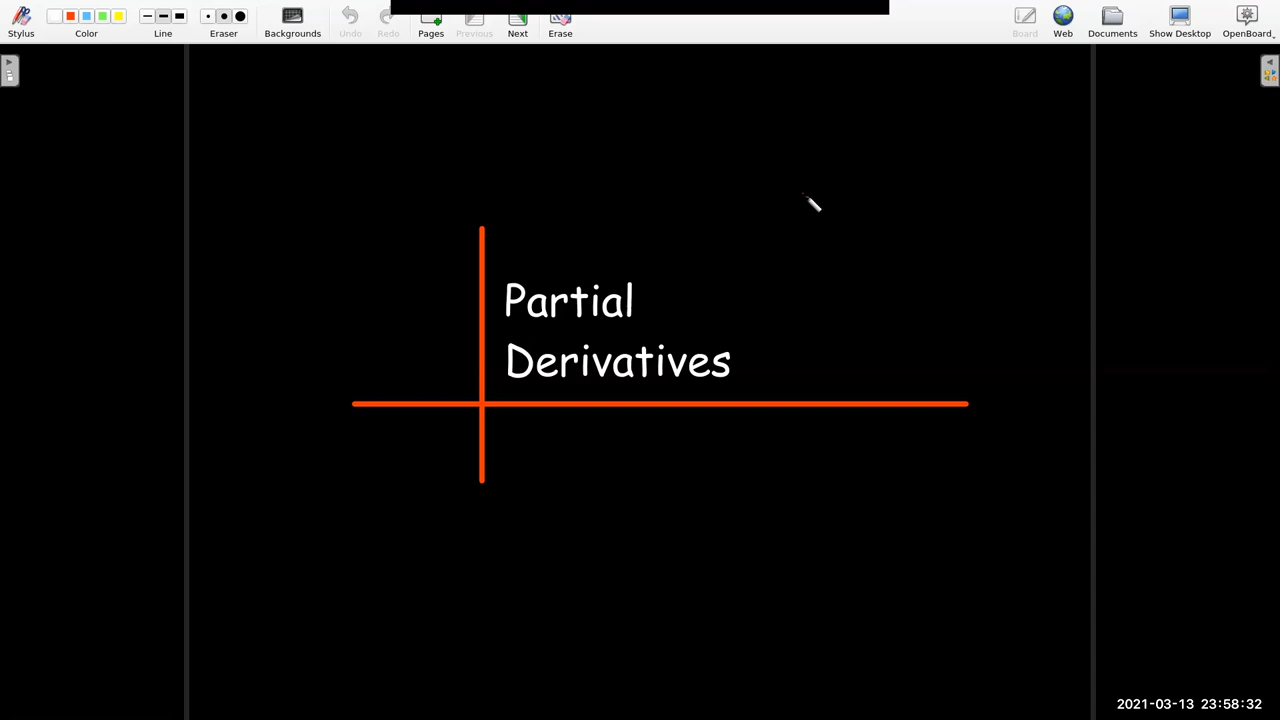 Stylus Color Line Eraser Backgrounds Undo Redo Pages Previous Next Erase Board Web Documents Show Desktop OpenBoard
Partial
Derivatives
2021-03-13 23:58:32